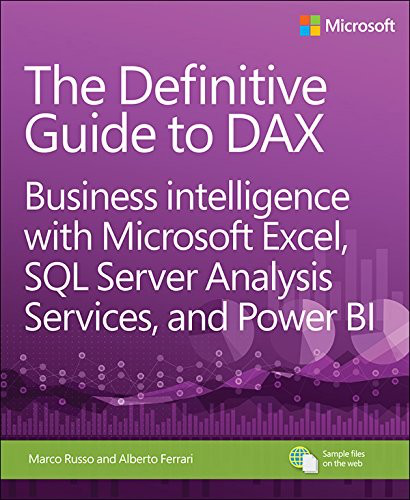 Microsoft
The Definitive
Guide to DAX
Business intelligence
with Microsoft Excel,
SQL Server Analysis
Services, and Power BI
Marco Russo and Alberto Ferrari
Sample files
on the web